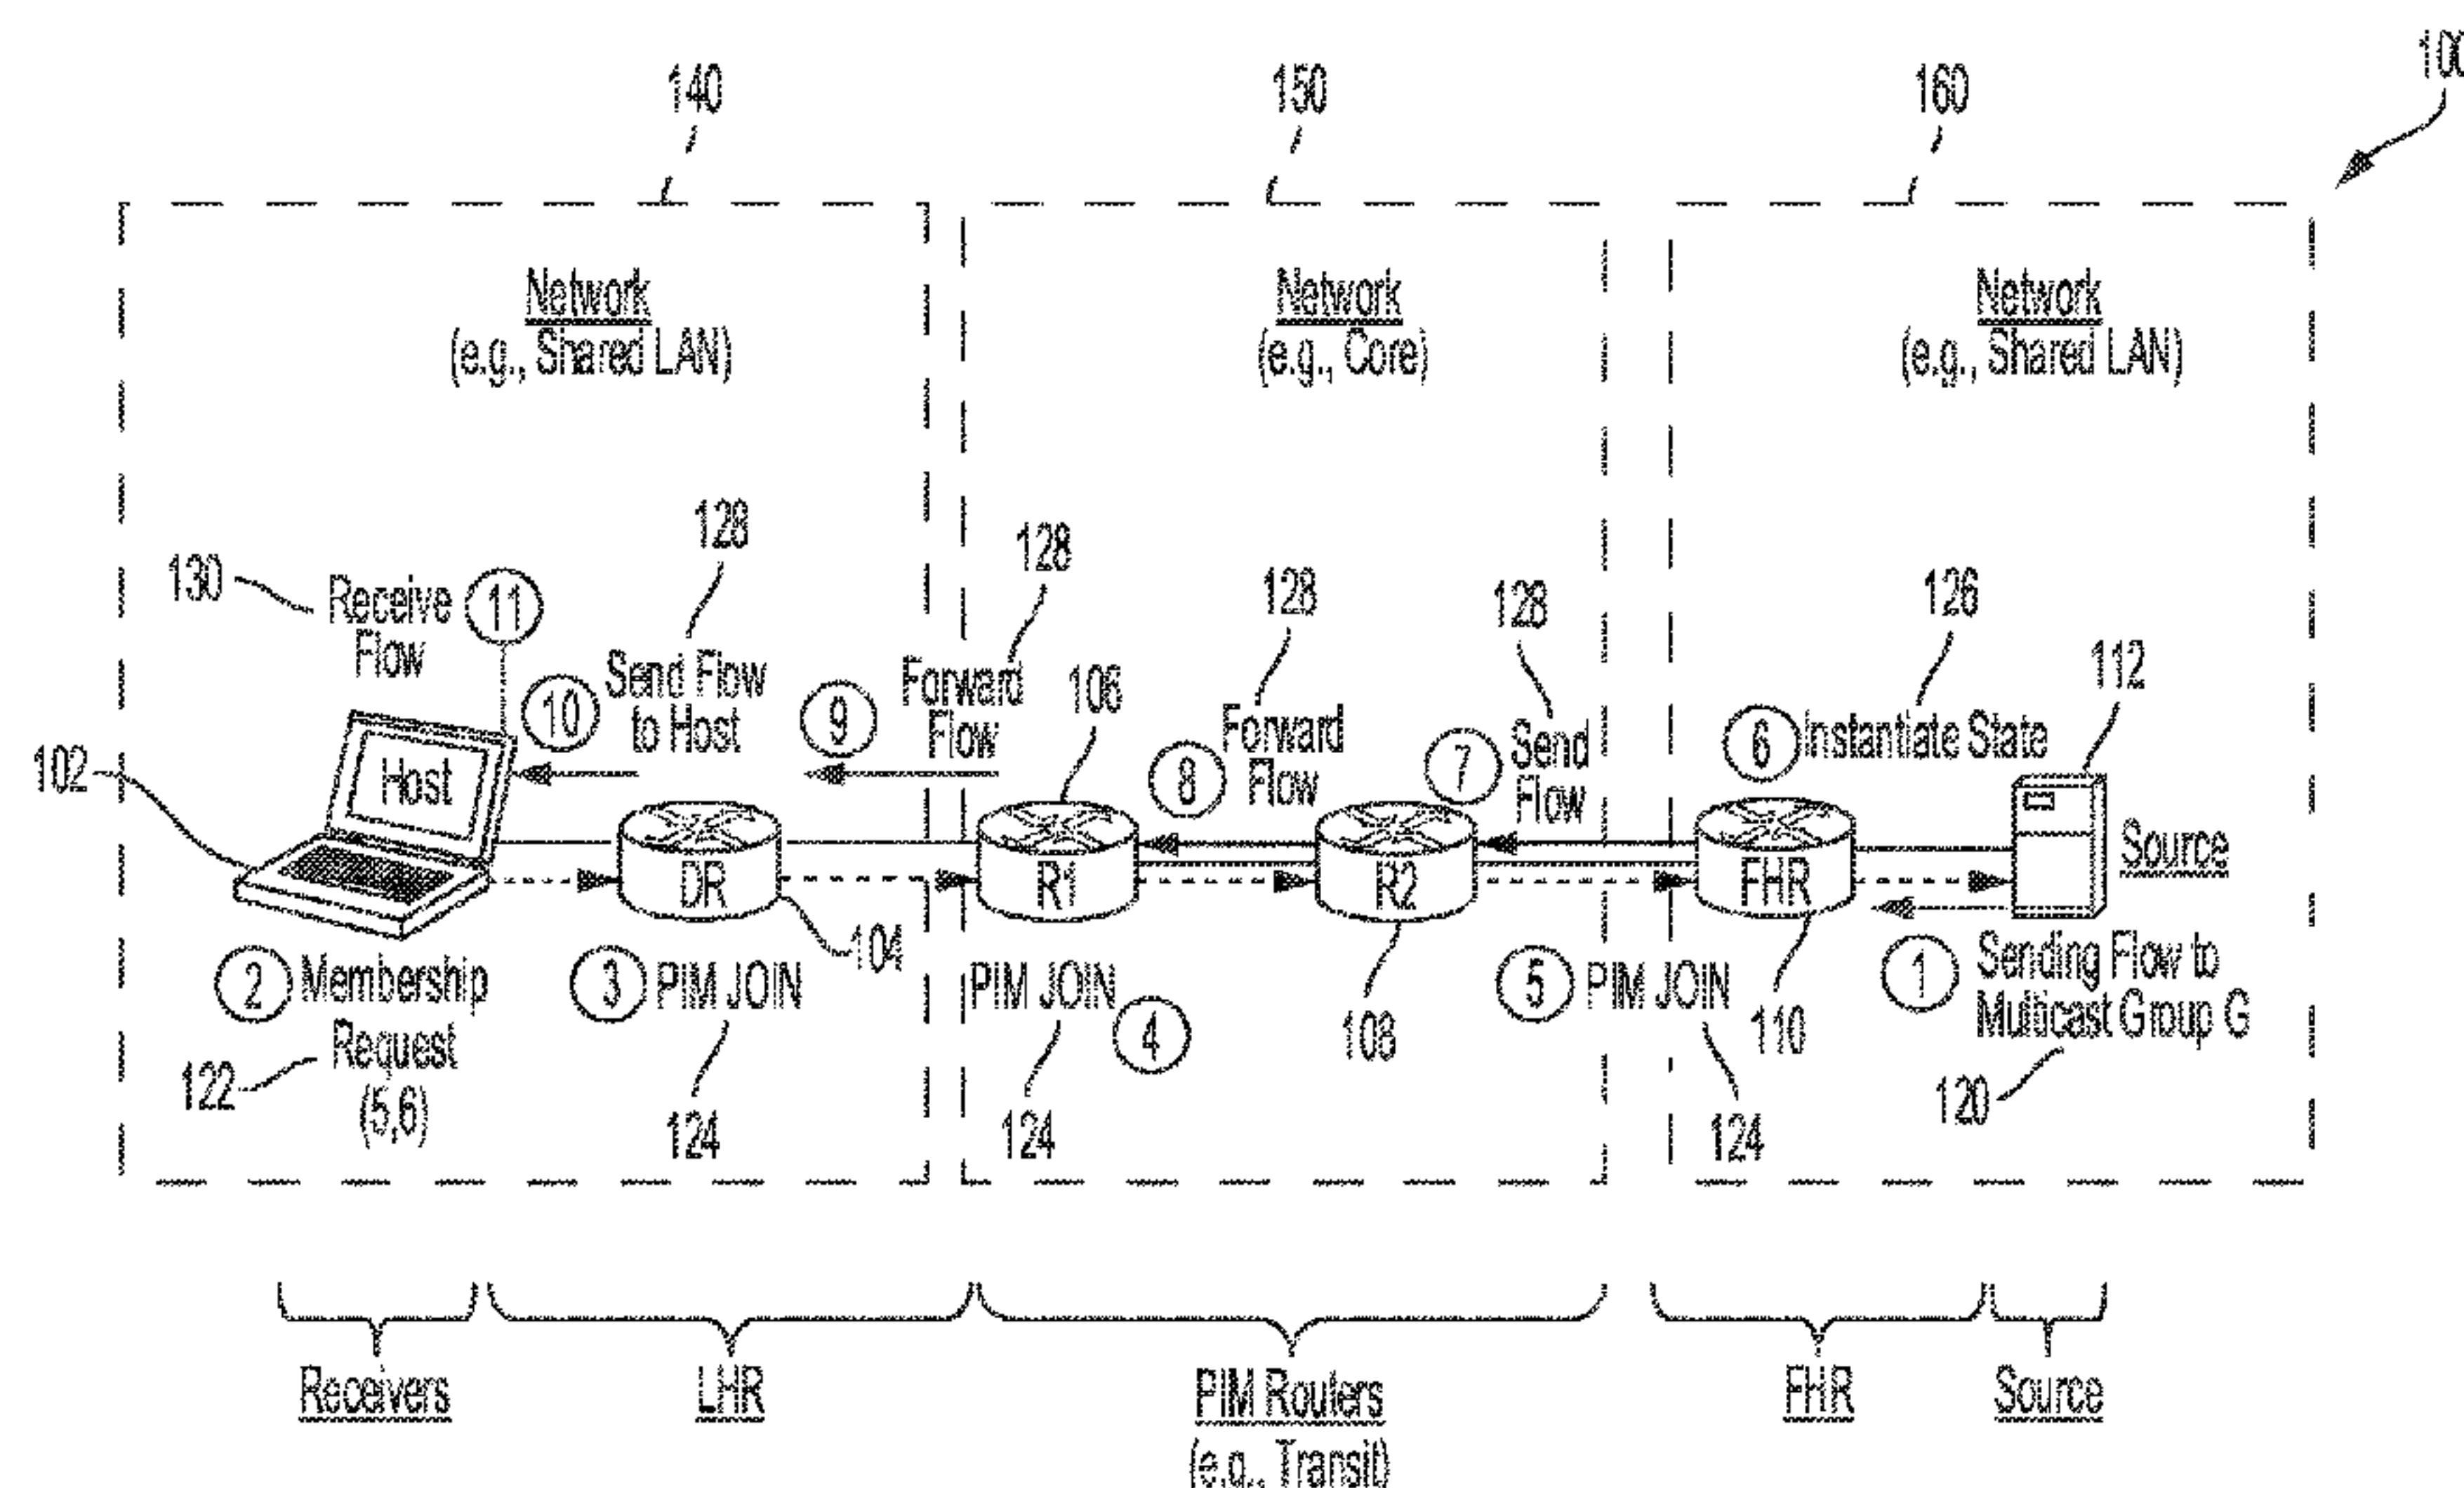 100
140
150
160
Network
(e.g., Shared LAN)
Network
(e.g., Core)
Network
(e.g., Shared LAN)
130
Receive
Flow
11
128
10
Send Flow
to Host
9
128
Forward
Flow
106
8
128
Forward
Flow
7
128
Send
Flow
126
6
Instantiate State
112
102
Host
DR
R1
R2
FHR
Source
104
2
Membership
Request
(5,6)
122
3
PIM JOIN
124
PIM JOIN
4
124
108
5
PIM JOIN
124
110
1
Sending Flow to
Multicast Group G
120
Receivers
LHR
PIM Routers
(e.g., Transit)
FHR
Source